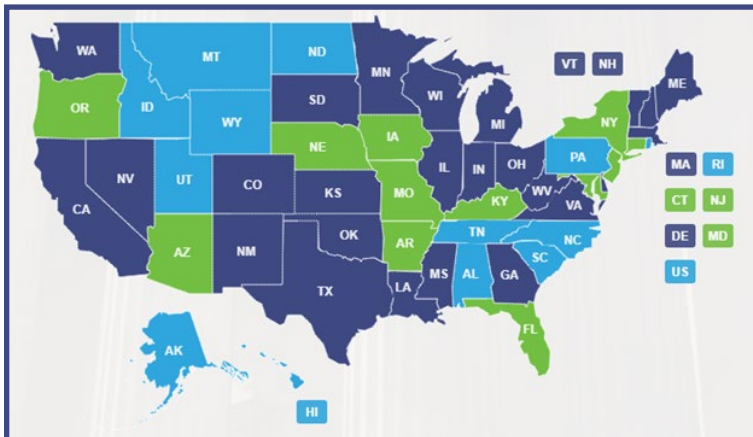 WA
MT
ND
MN
VT NH
ME
OR
ID
SD
WI
MI
NY
WY
IA
NE
PA
NV
UT
CO
IL
IN
OH
MA RI
CA
KS
MO
WV
VA
KY
CT NJ
AZ
NM
OK
AR
TN
NC
DE MD
SC
TX
LA
MS
AL
GA
US
FL
AK
HI